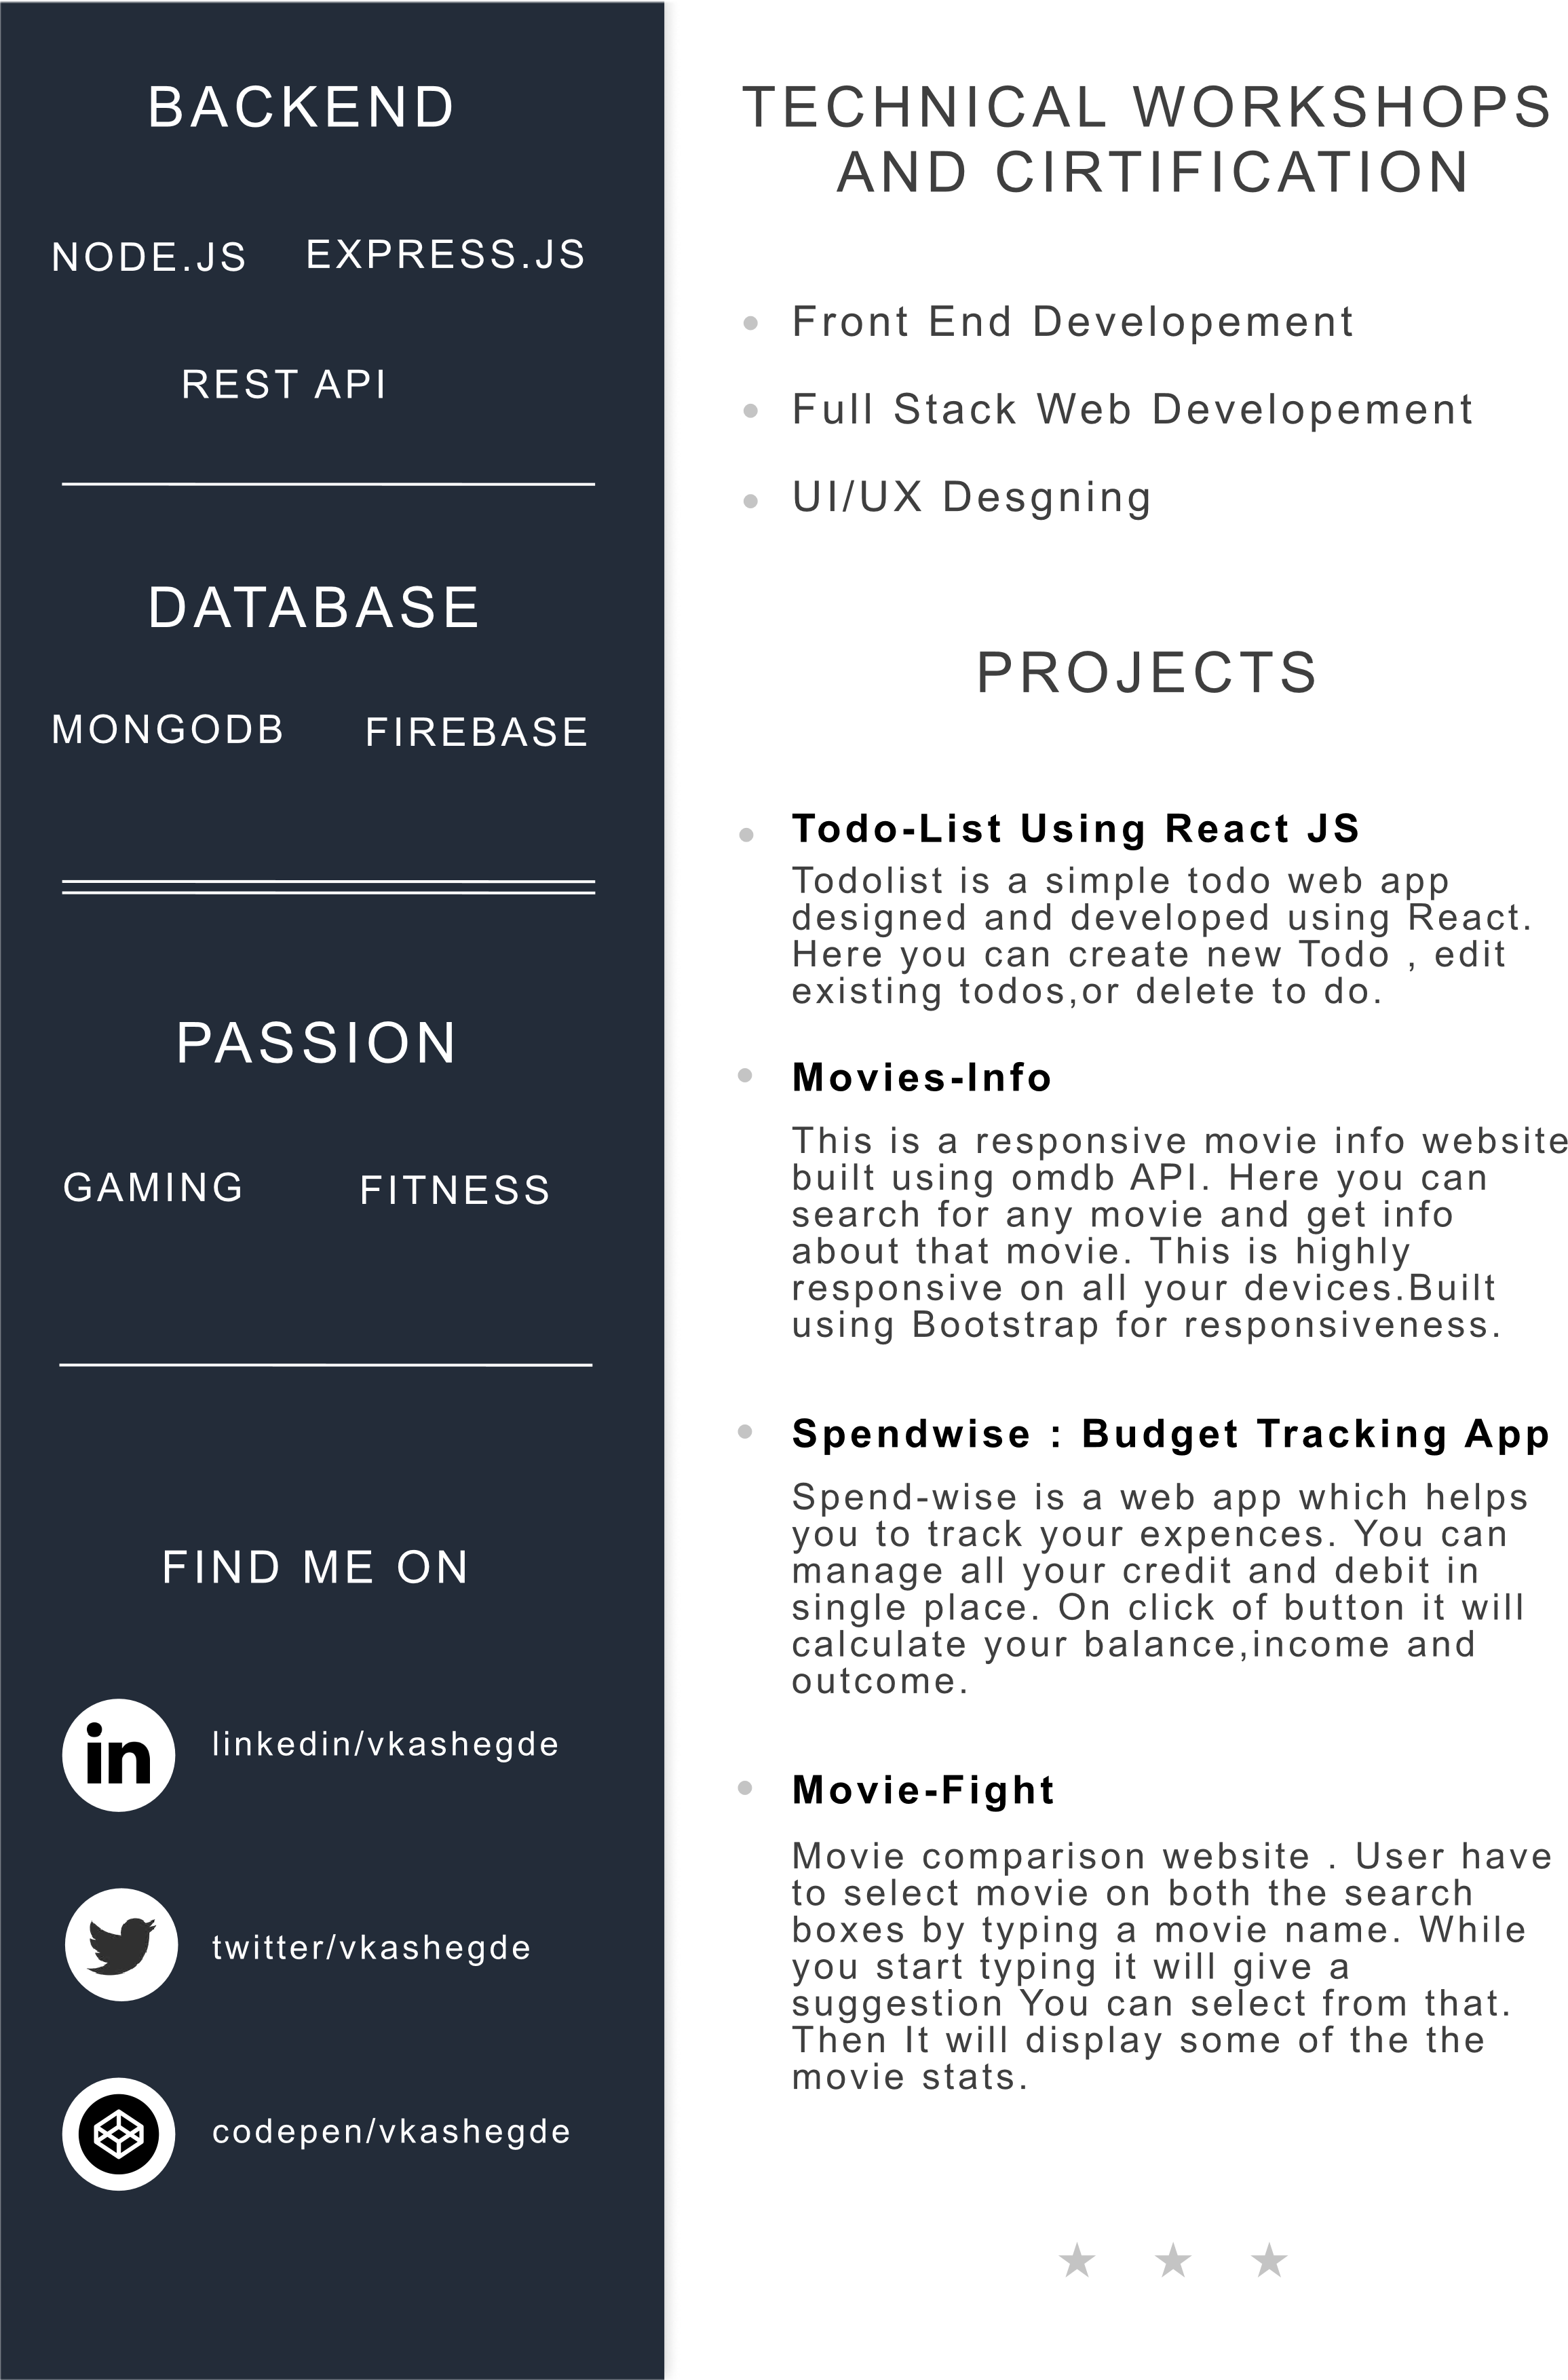 BACKEND
NODE.JS EXPRESS.JS
REST API
DATABASE
MONGODB FIREBASE
PASSION
GAMING FITNESS
FIND ME ON
in
linkedin/vkashegde
twitter/vkashegde
codepen/vkashegde
TECHNICAL WORKSHOPS
AND CIRTIFICATION
Front End Developement
Full Stack Web Developement
UI/UX Desgning
PROJECTS
Todo-List Using React JS
Todolist is a simple todo web app
designed and developed using React.
Here you can create new Todo , edit
existing todos,or delete to do.
Movies-Info
This is a responsive movie info website
built using omdb API. Here you can
search for any movie and get info
about that movie. This is highly
responsive on all your devices.Built
using Bootstrap for responsiveness.
Spendwise : Budget Tracking App
Spend-wise is a web app which helps
you to track your expences. You can
manage all your credit and debit in
single place. On click of button it will
calculate your balance,income and
outcome.
Movie-Fight
Movie comparison website . User have
to select movie on both the search
boxes by typing a movie name. While
you start typing it will give a
suggestion You can select from that.
Then It will display some of the the
movie stats.